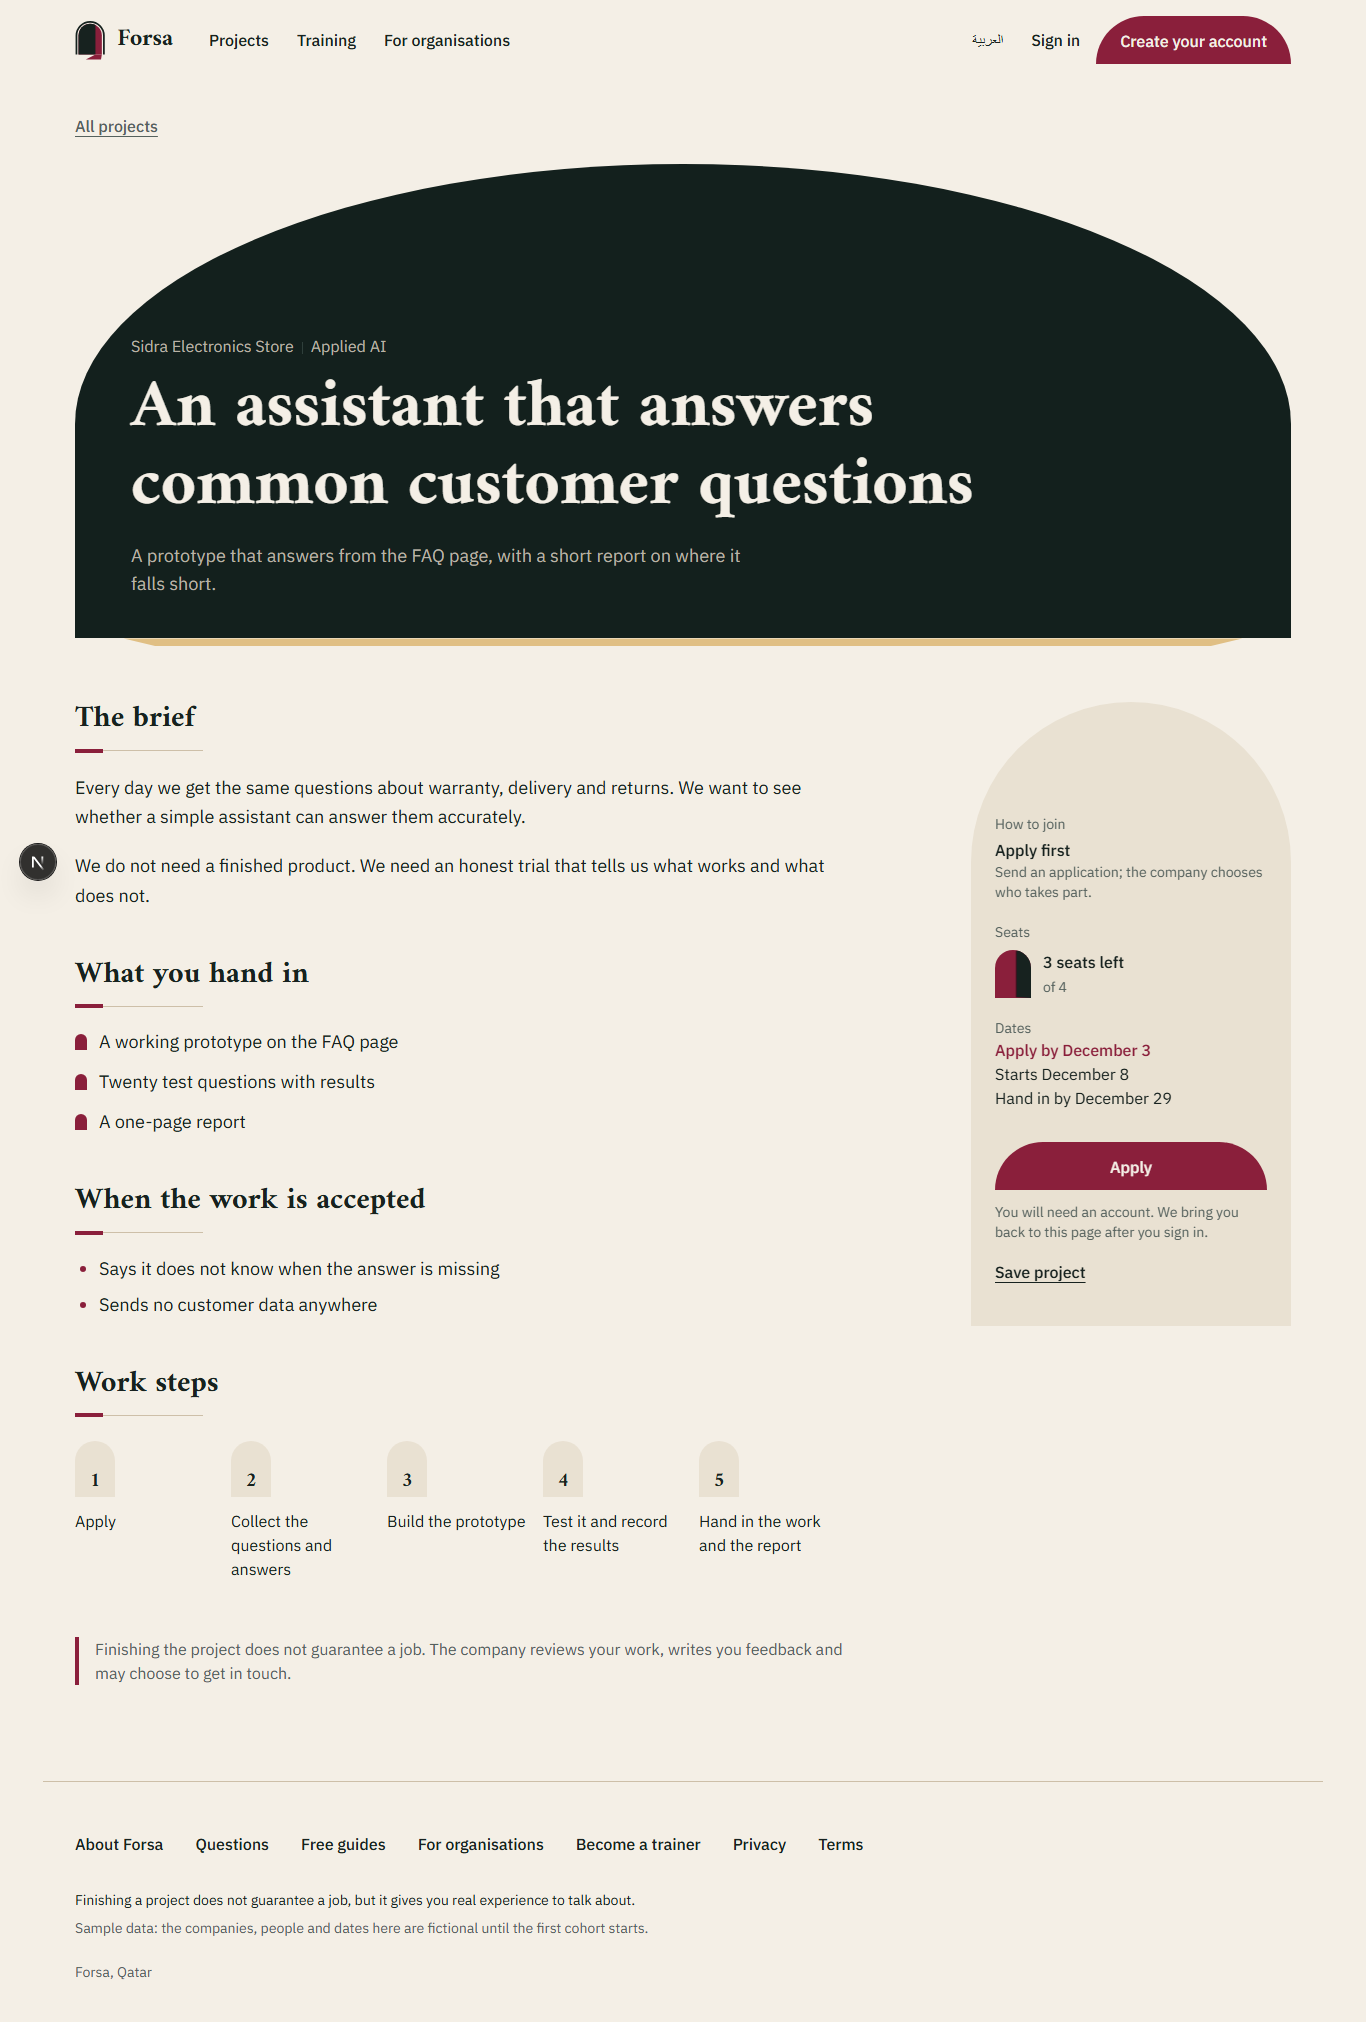 Forsa
Projects
Training
For organisations
العربية
Sign in
Create your account
All projects
Sidra Electronics Store | Applied AI
An assistant that answers
common customer questions
A prototype that answers from the FAQ page, with a short report on where it
falls short.
The brief
Every day we get the same questions about warranty, delivery and returns. We want to see
whether a simple assistant can answer them accurately.
We do not need a finished product. We need an honest trial that tells us what works and what
does not.
N
What you hand in
A working prototype on the FAQ page
Twenty test questions with results
A one-page report
When the work is accepted
Says it does not know when the answer is missing
Sends no customer data anywhere
Work steps
1
Apply
2
Collect the
questions and
answers
3
Build the prototype
4
Test it and record
the results
5
Hand in the work
and the report
Finishing the project does not guarantee a job. The company reviews your work, writes you feedback and
may choose to get in touch.
How to join
Apply first
Send an application; the company chooses
who takes part.
Seats
3 seats left
of 4
Dates
Apply by December 3
Starts December 8
Hand in by December 29
Apply
You will need an account. We bring you
back to this page after you sign in.
Save project
About Forsa
Questions
Free guides
For organisations
Become a trainer
Privacy
Terms
Finishing a project does not guarantee a job, but it gives you real experience to talk about.
Sample data: the companies, people and dates here are fictional until the first cohort starts.
Forsa, Qatar